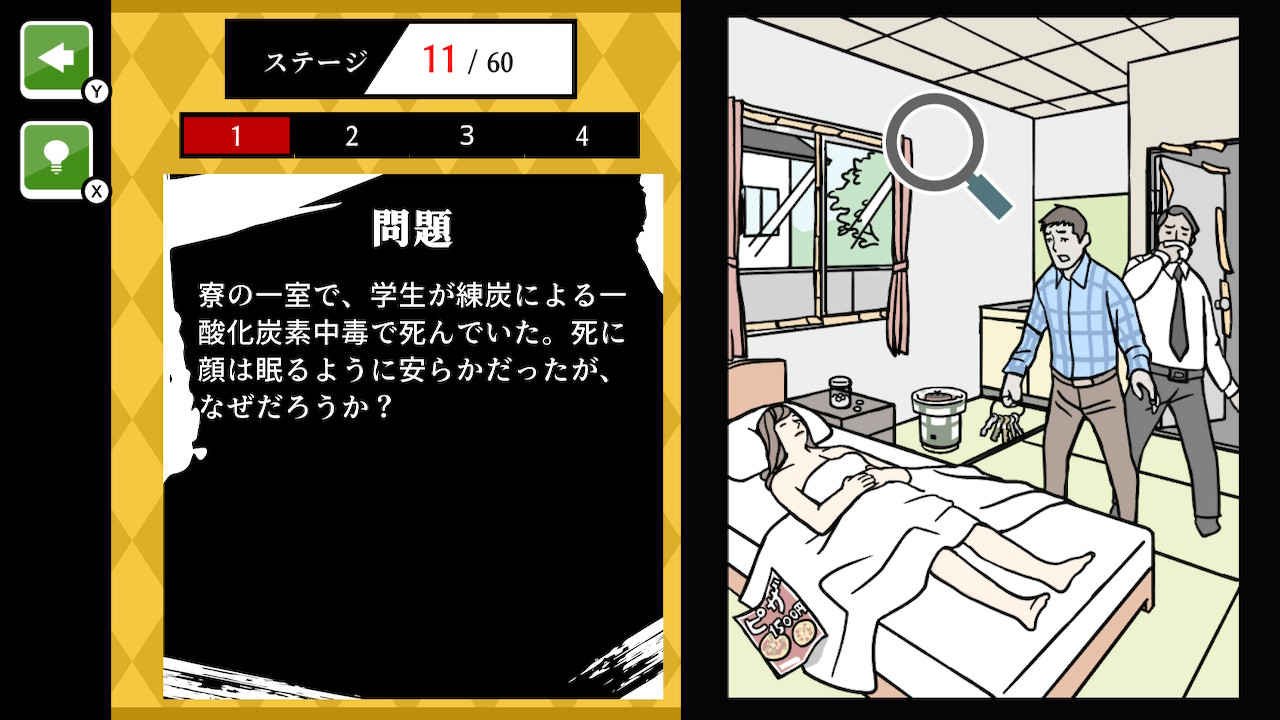 ステージ 11 / 60
1 2 3 4
Y
X
問題
寮の一室で、学生が練炭による一
酸化炭素中毒で死んでいた。死に
顔は眠るように安らかだったが、
なぜだろうか？
ピザ
1500円